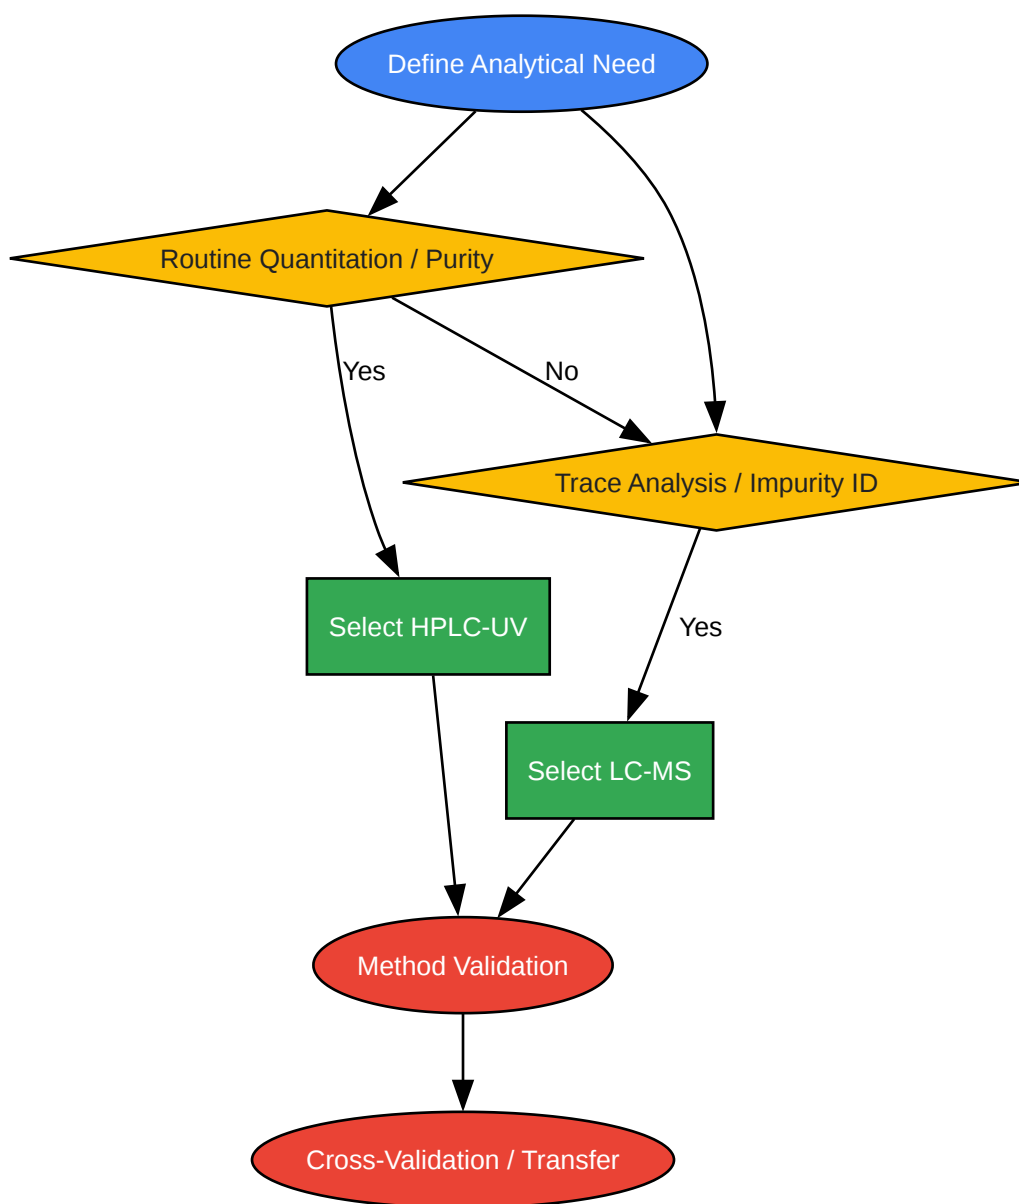 Define Analytical Need
Routine Quantitation / Purity
Yes
No
Trace Analysis / Impurity ID
Select HPLC-UV
Yes
Select LC-MS
Method Validation
Cross-Validation / Transfer